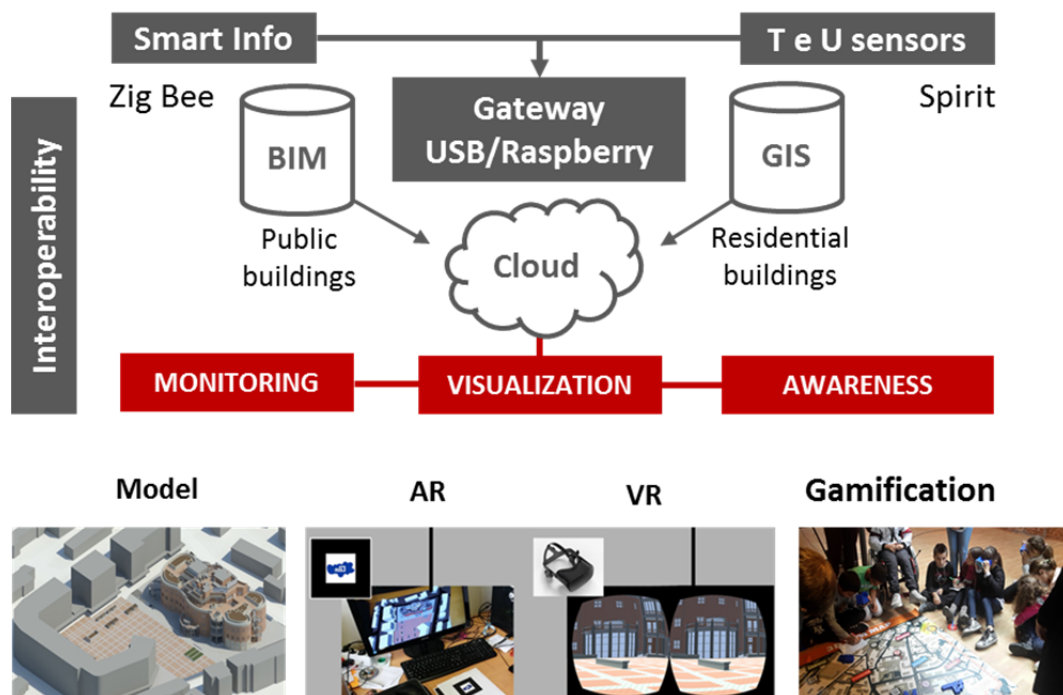 Smart Info
T e U sensors
Zig Bee
Spirit
Gateway
USB/Raspberry
BIM
GIS
Interoperability
Public
buildings
Residential
buildings
Cloud
MONITORING
VISUALIZATION
AWARENESS
Model
AR
VR
Gamification